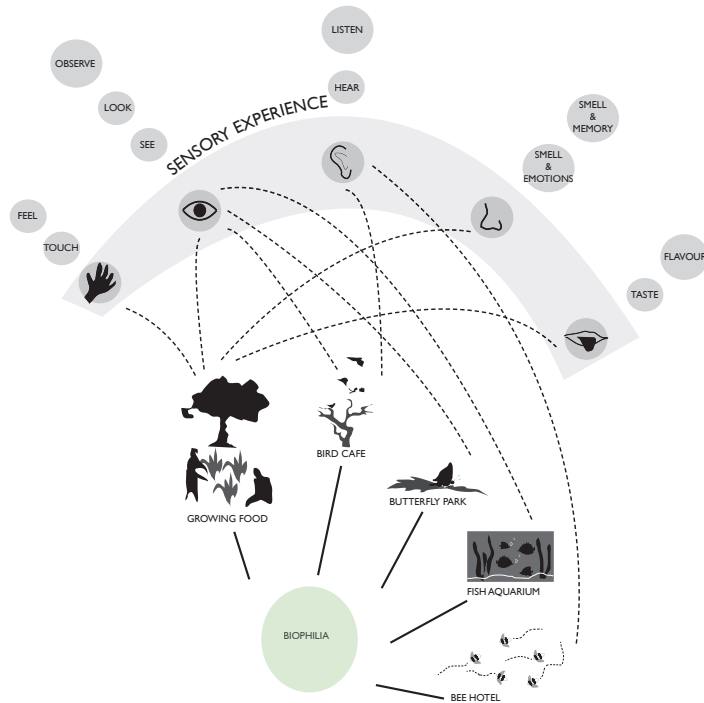 LISTEN
OBSERVE
HEAR
LOOK
SMELL
&
MEMORY
SENSORY EXPERIENCE
SEE
SMELL
&
EMOTIONS
FEEL
TOUCH
FLAVOUR
TASTE
BIRD CAFE
BUTTERFLY PARK
GROWING FOOD
FISH AQUARIUM
BIOPHILIA
BEE HOTEL